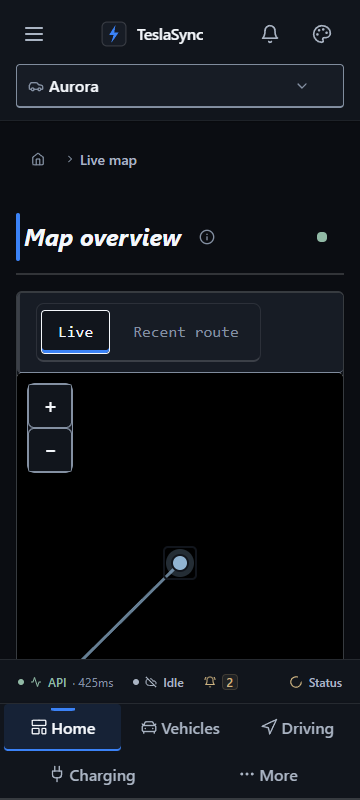 TeslaSync
Aurora
Live map
Map overview
Live Recent route
+
−
API · 425ms Idle 2 Status
Home Vehicles Driving
Charging More